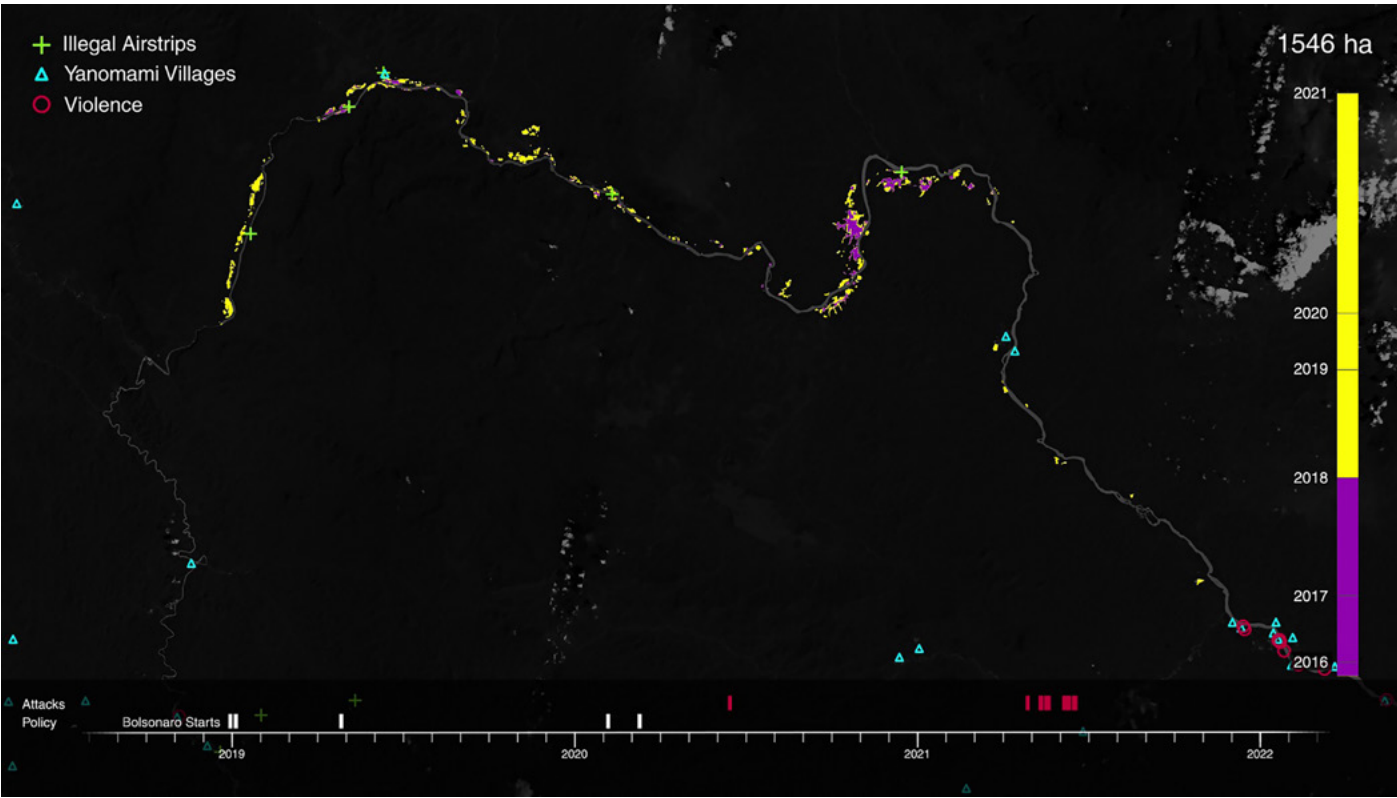 Illegal Airstrips
Yanomami Villages
Violence
1546 ha
2021
2020
2019
2018
2017
2016
Attacks
Policy
Bolsonaro Starts
2019
2020
2021
2022